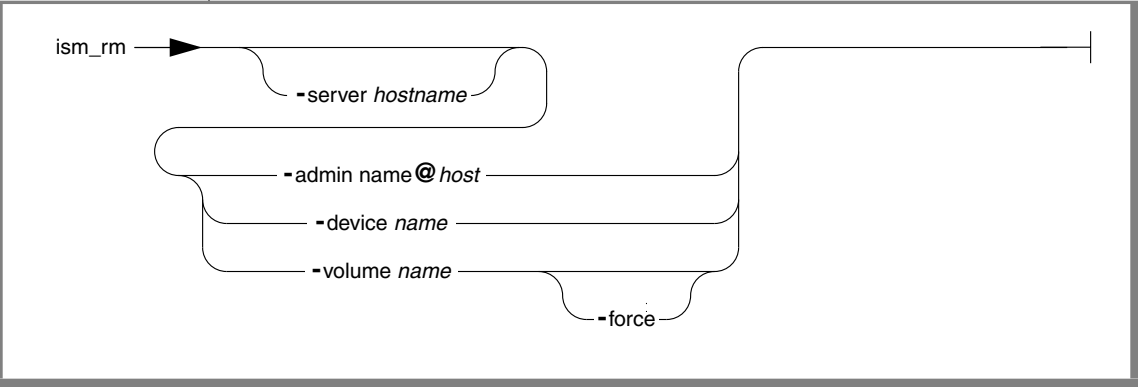 ism_rm
-server hostname
-admin name@host
-device name
-volume name
-force